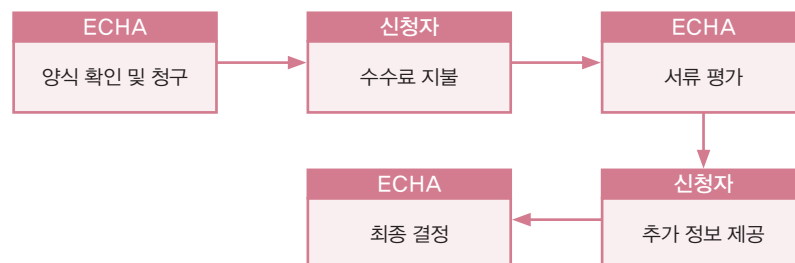 ECHA
양식 확인 및 청구
신청자
수수료 지불
ECHA
서류 평가
신청자
추가 정보 제공
ECHA
최종 결정